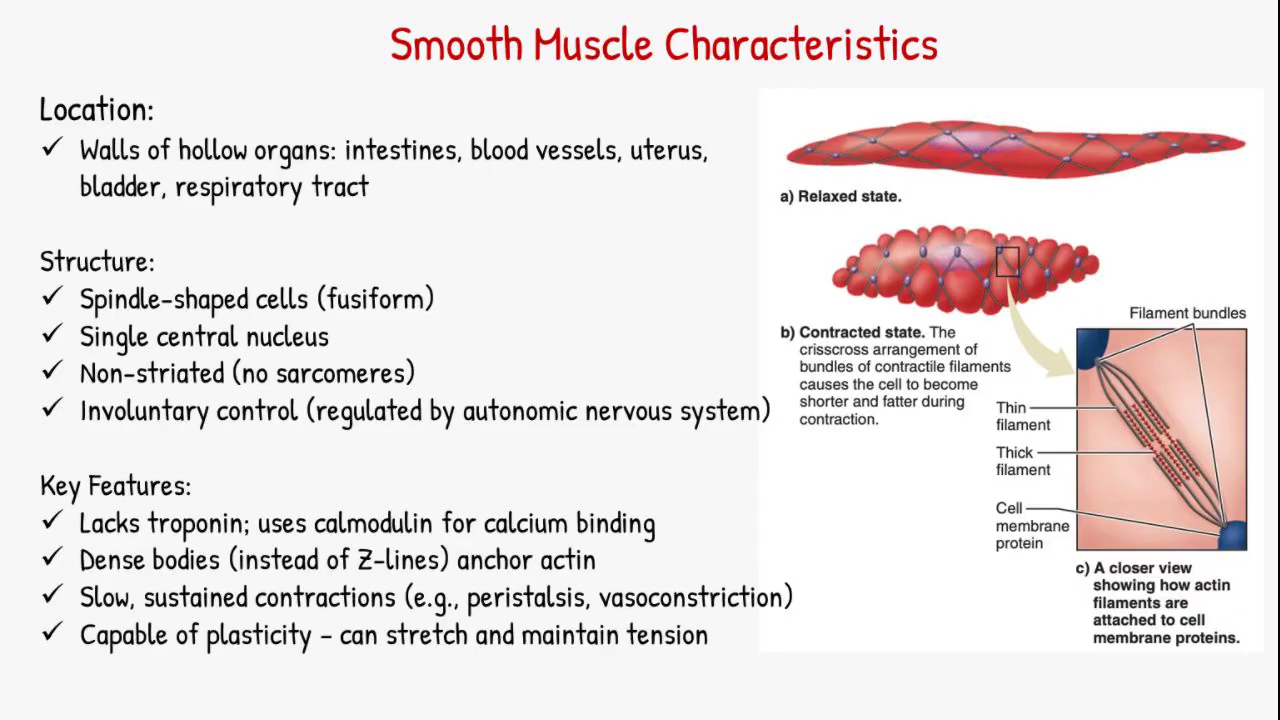 Smooth Muscle Characteristics
Location:
✓ Walls of hollow organs: intestines, blood vessels, uterus,
bladder, respiratory tract
Structure:
✓ Spindle-shaped cells (fusiform)
✓ Single central nucleus
✓ Non-striated (no sarcomeres)
✓ Involuntary control (regulated by autonomic nervous system)
Key Features:
✓ Lacks troponin; uses calmodulin for calcium binding
✓ Dense bodies (instead of Z-lines) anchor actin
✓ Slow, sustained contractions (e.g., peristalsis, vasoconstriction)
✓ Capable of plasticity – can stretch and maintain tension
a) Relaxed state.
b) Contracted state. The
crisscross arrangement of
bundles of contractile filaments
causes the cell to become
shorter and fatter during
contraction.
Filament bundles
Thin
filament
Thick
filament
Cell
membrane
protein
c) A closer view
showing how actin
filaments are
attached to cell
membrane proteins.